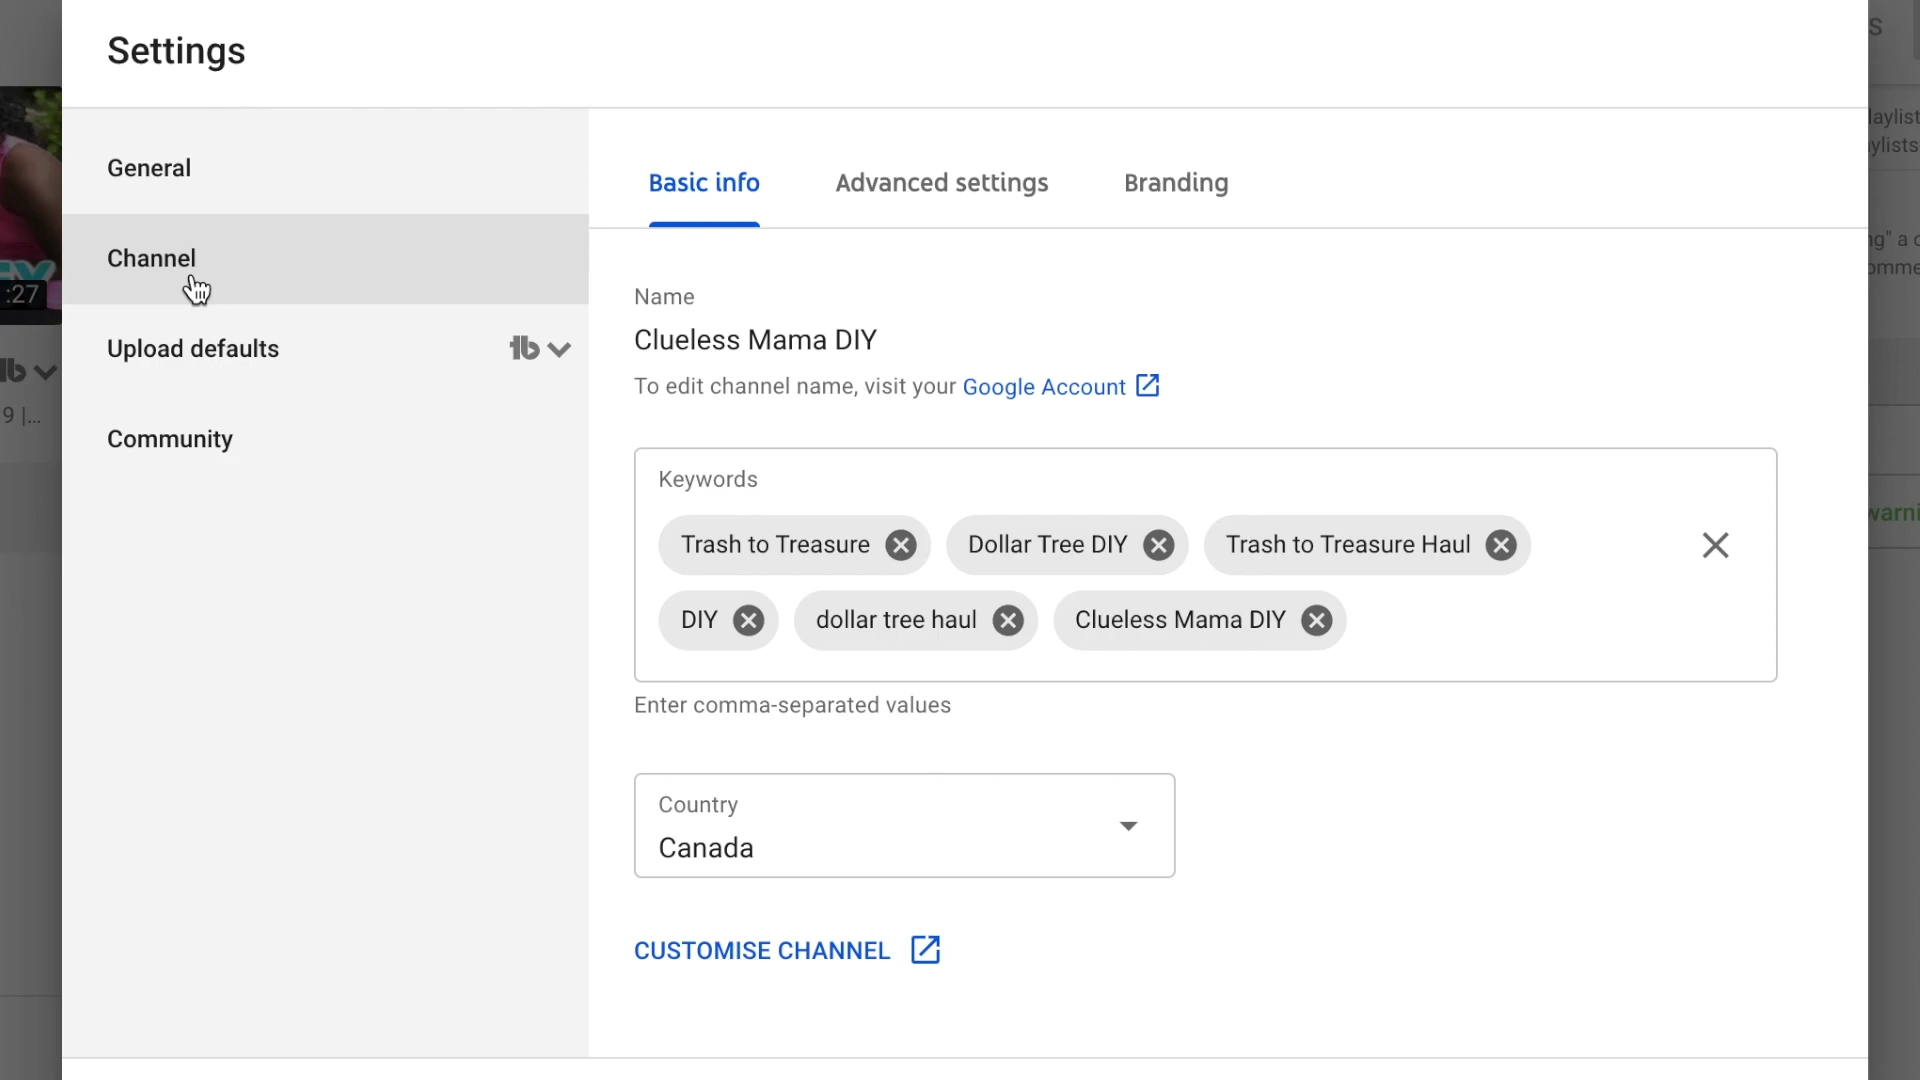 Settings
General
Channel
Upload defaults
Community
Basic info Advanced settings Branding
Name
Clueless Mama DIY
To edit channel name, visit your Google Account
Keywords
Trash to Treasure Dollar Tree DIY Trash to Treasure Haul
DIY dollar tree haul Clueless Mama DIY
Enter comma-separated values
Country
Canada
CUSTOMISE CHANNEL
:27
9 |...